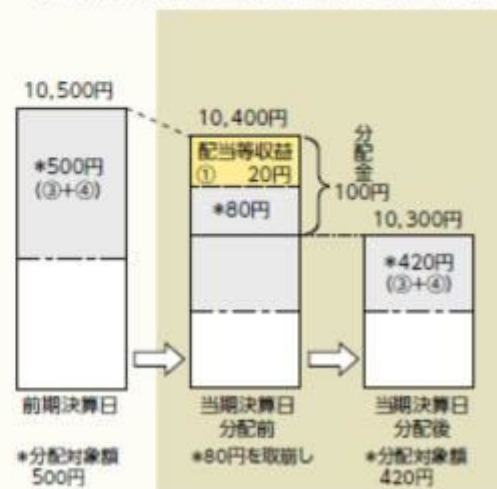 10,500円
*500円
(③+④)
前期決算日
*分配対象額
500円
10,400円
配当等収益
① 20円
*80円
分配金
100円
当期決算日
分配前
*80円を取崩し
10,300円
*420円
(③+④)
当期決算日
分配後
*分配対象額
420円